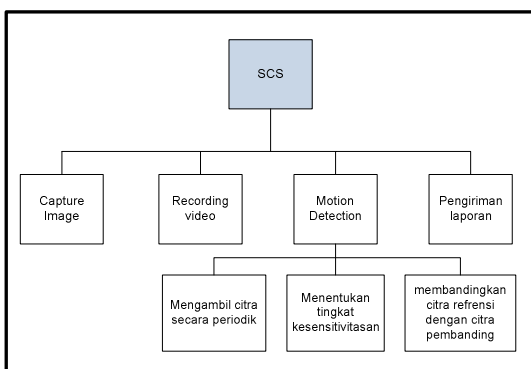 SCS
Capture
Image
Recording
video
Motion
Detection
Pengiriman
laporan
Mengambil citra
secara periodik
Menentukan
tingkat
kesensitivitasan
membandingkan
citra refrensi
dengan citra
pembanding